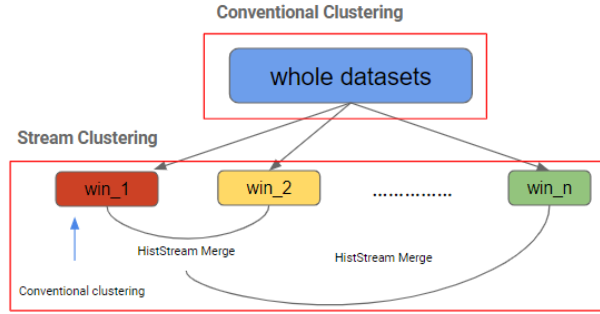 Conventional Clustering
whole datasets
Stream Clustering
win_1
win_2
...............
win_n
HistStream Merge
HistStream Merge
Conventional clustering